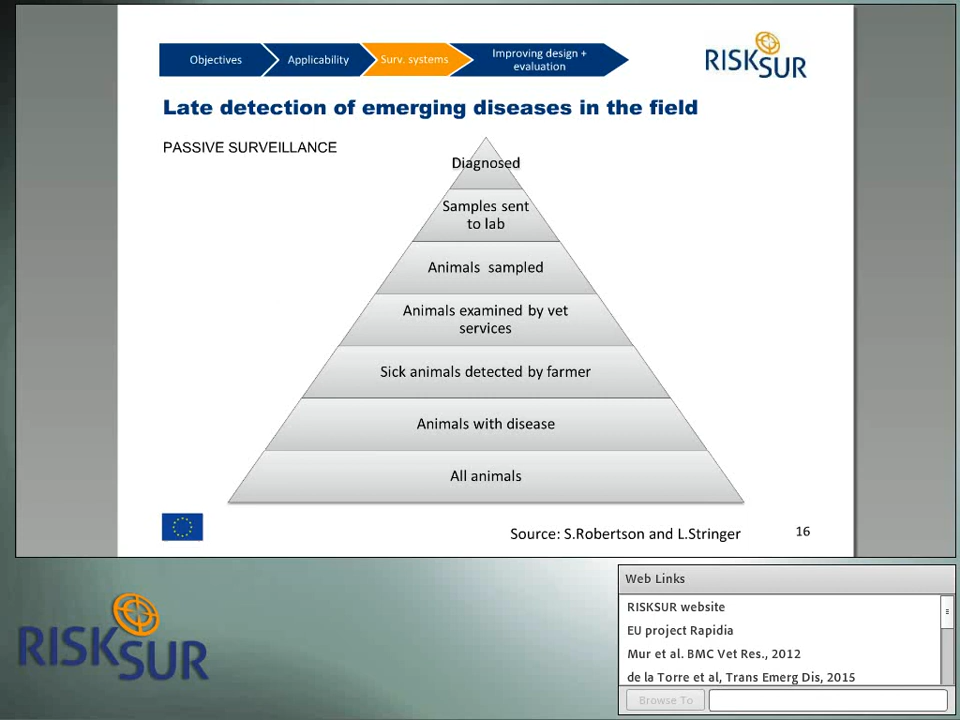 Objectives
Applicability
Surv. systems
Improving design +
evaluation
RISKSUR
Late detection of emerging diseases in the field
PASSIVE SURVEILLANCE
Diagnosed
Samples sent
to lab
Animals sampled
Animals examined by vet
services
Sick animals detected by farmer
Animals with disease
All animals
Source: S.Robertson and L.Stringer
16
RISKSUR
Web Links
RISKSUR website
EU project Rapidia
Mur et al. BMC Vet Res., 2012
de la Torre et al, Trans Emerg Dis, 2015
Browse To